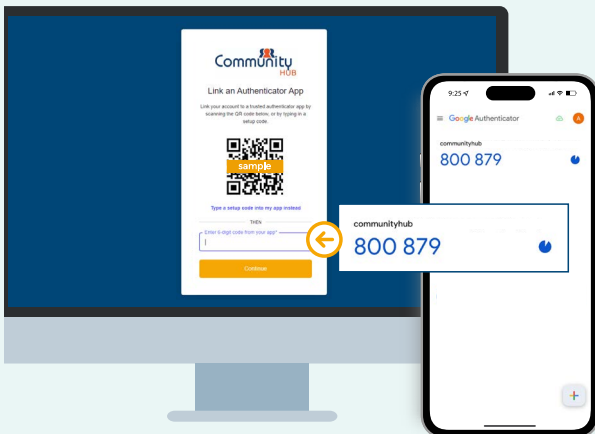 Community
HUB
Link an Authenticator App
Link your account to a trusted authenticator app by
scanning the QR code below, or by typing in a
setup code.
sample
Type a setup code into my app instead
THEN
Enter 6-digit code from your app*
Continue
communityhub
800 879
9:25
Google Authenticator
A
communityhub
800 879